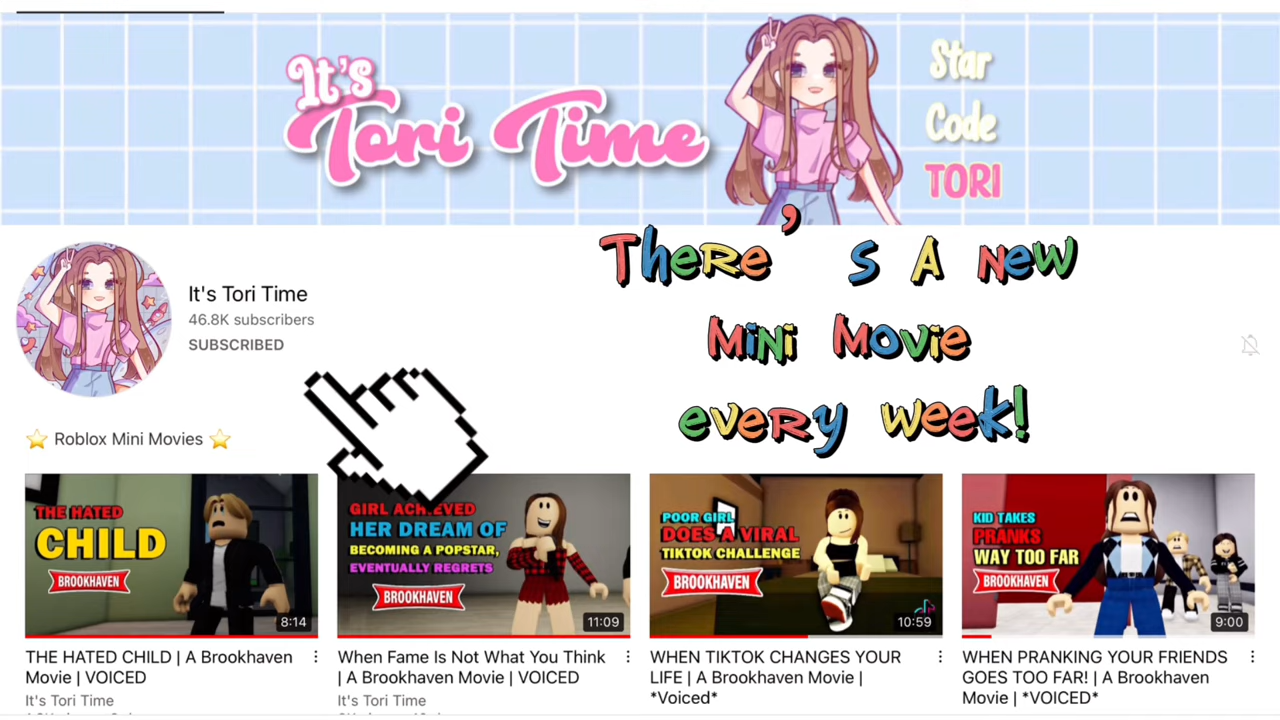 It's
Tori Time
Star
Code
TORI
There's A new
Mini Movie
every week!
It's Tori Time
46.8K subscribers
SUBSCRIBED
⭐ Roblox Mini Movies ⭐
THE HATED
CHILD
BROOKHAVEN
8:14
GIRL ACHIEVED
HER DREAM OF
BECOMING A POPSTAR,
EVENTUALLY REGRETS
BROOKHAVEN
11:09
POOR GIRL
DOES A VIRAL
TIKTOK CHALLENGE
BROOKHAVEN
10:59
KID TAKES
PRANKS
WAY TOO FAR
BROOKHAVEN
9:00
THE HATED CHILD | A Brookhaven
Movie | VOICED
It's Tori Time
When Fame Is Not What You Think
| A Brookhaven Movie | VOICED
It's Tori Time
WHEN TIKTOK CHANGES YOUR
LIFE | A Brookhaven Movie |
*Voiced*
WHEN PRANKING YOUR FRIENDS
GOES TOO FAR! | A Brookhaven
Movie | *VOICED*